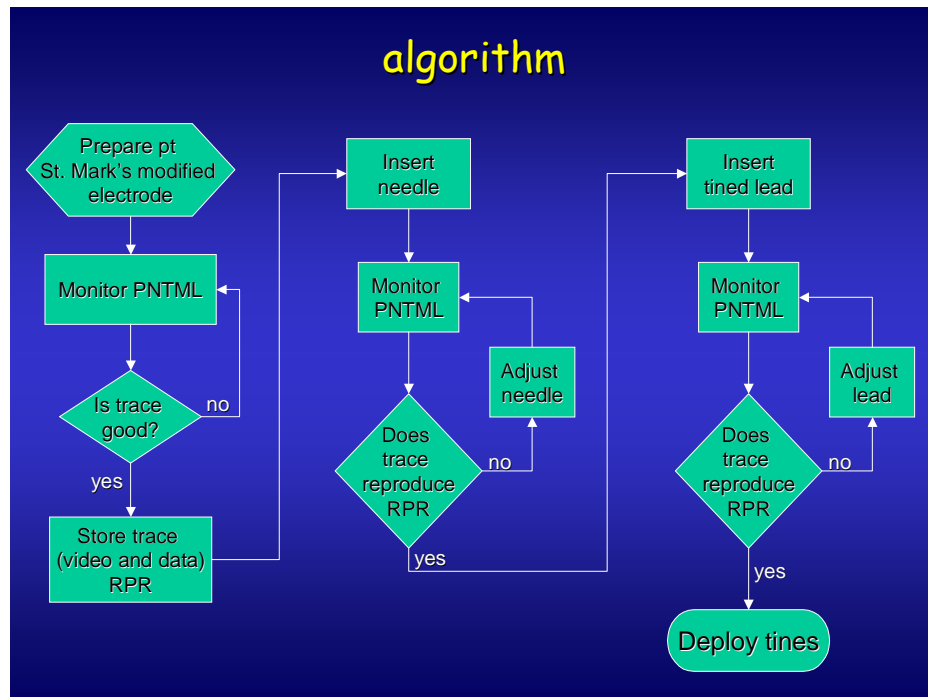 algorithm
Prepare pt
St. Mark's modified
electrode
Monitor PNTML
Is trace
good?
no
yes
Store trace
(video and data)
RPR
Insert
needle
Monitor
PNTML
Adjust
needle
Does
trace
reproduce
RPR
no
yes
Insert
tined lead
Monitor
PNTML
Adjust
lead
Does
trace
reproduce
RPR
no
yes
Deploy tines